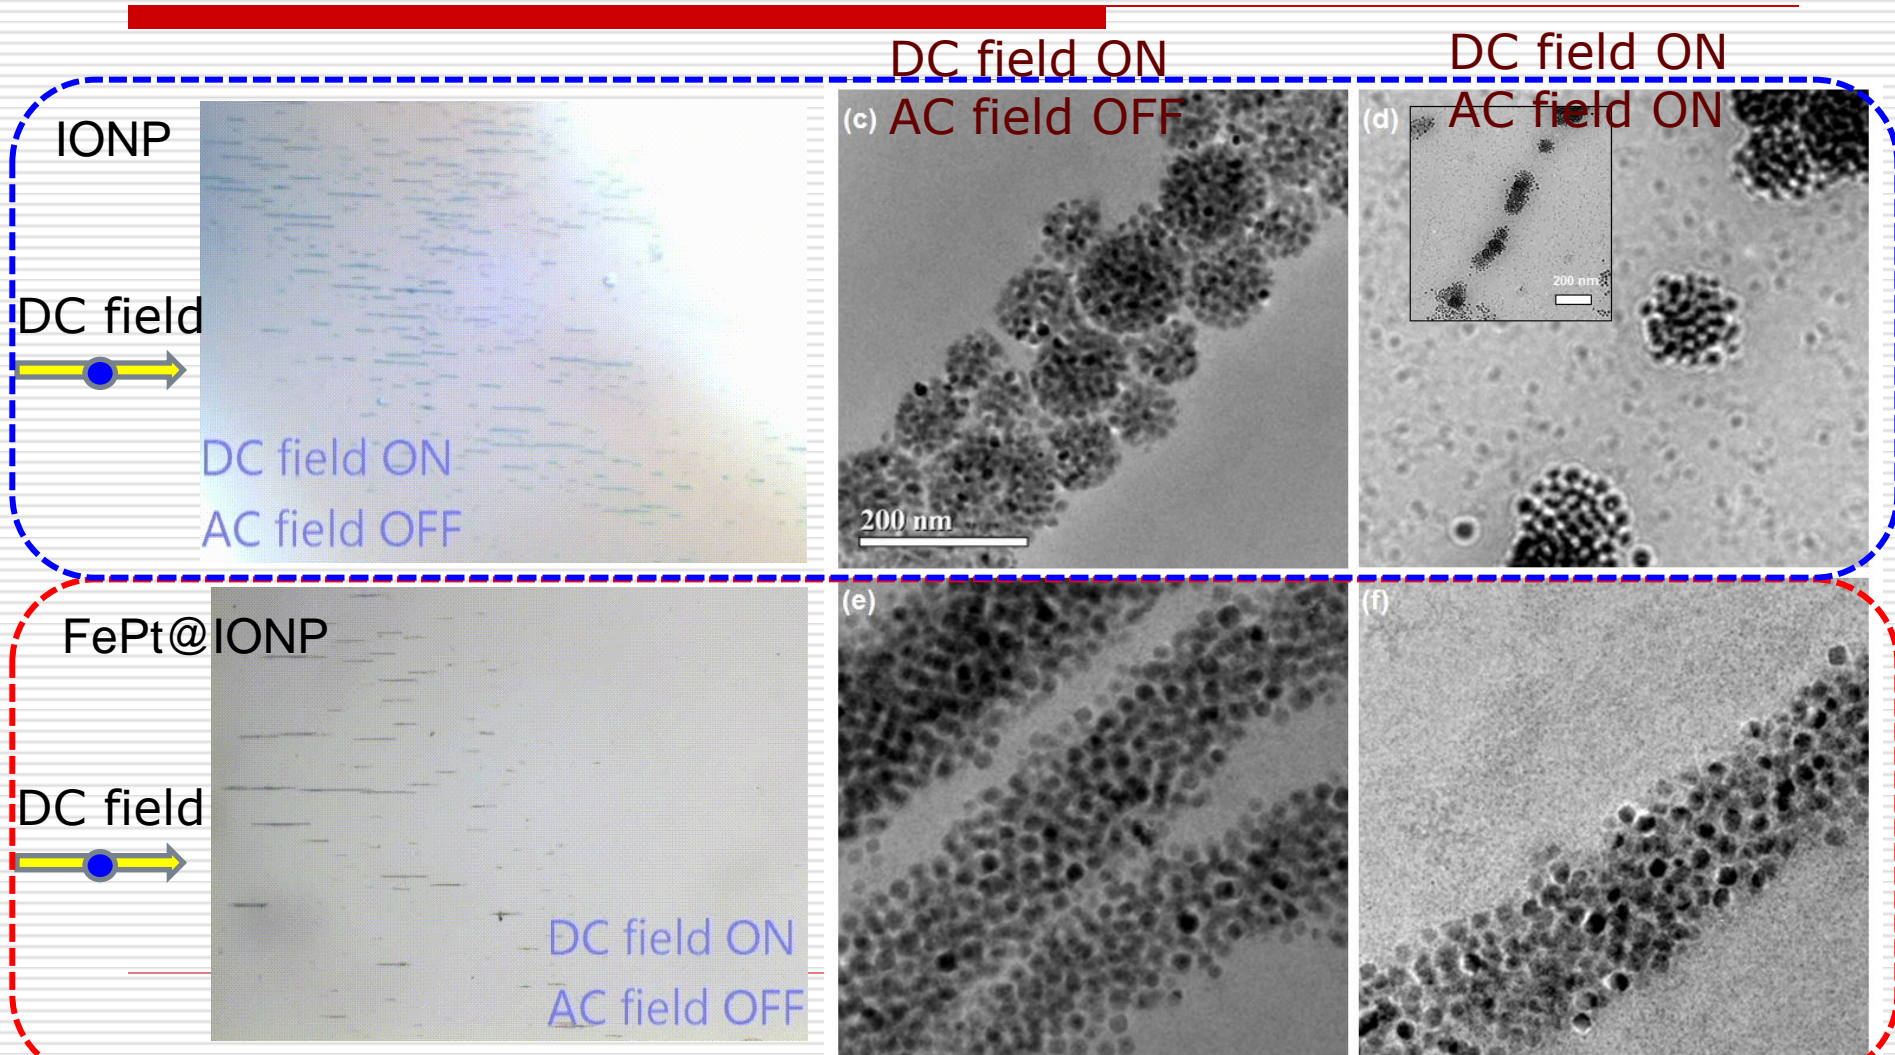 DC field ON
AC field OFF
DC field ON
AC field ON
IONP
DC field
DC field ON
AC field OFF
(c)
200 nm
(d)
200 nm
FePt@IONP
DC field
DC field ON
AC field OFF
(e)
(f)